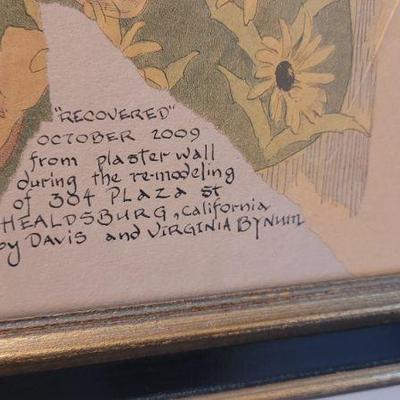 "RECOVERED"
OCTOBER 2009
from plaster wall
during the re-modeling
of 304 PLAZA St
HEALDSBURG, California
by DAVIS and VIRGINIA BYNUM